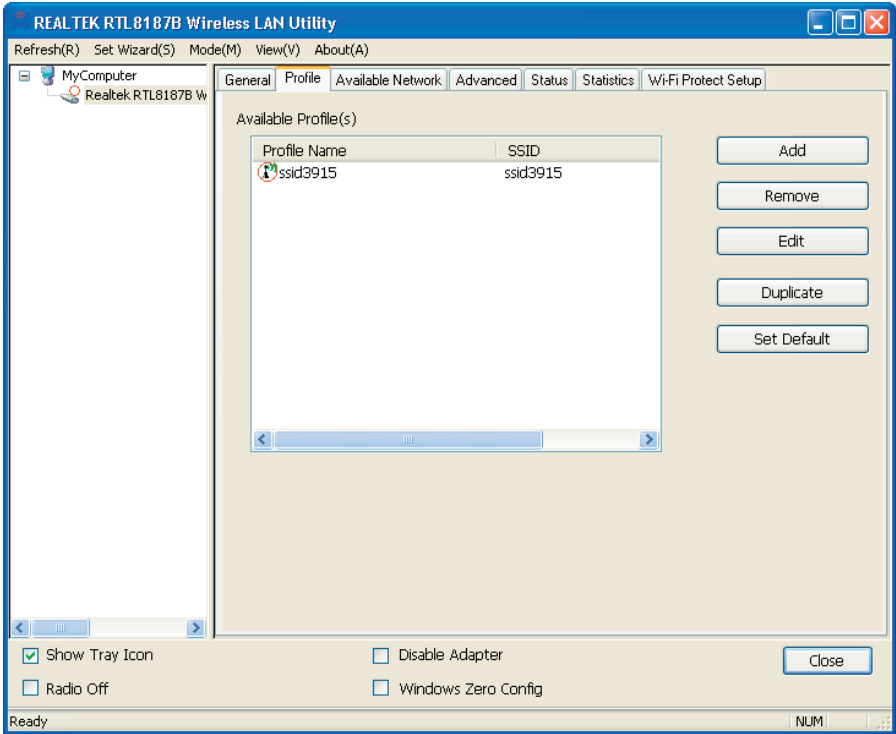 REALTEK RTL8187B Wireless LAN Utility
Refresh(R) Set Wizard(S) Mode(M) View(V) About(A)
MyComputer
Realtek RTL8187B W
General Profile Available Network Advanced Status Statistics Wi-Fi Protect Setup
Available Profile(s)
Profile Name SSID
ssid3915 ssid3915
Add
Remove
Edit
Duplicate
Set Default
Show Tray Icon Disable Adapter
Close
Radio Off Windows Zero Config
Ready NUM